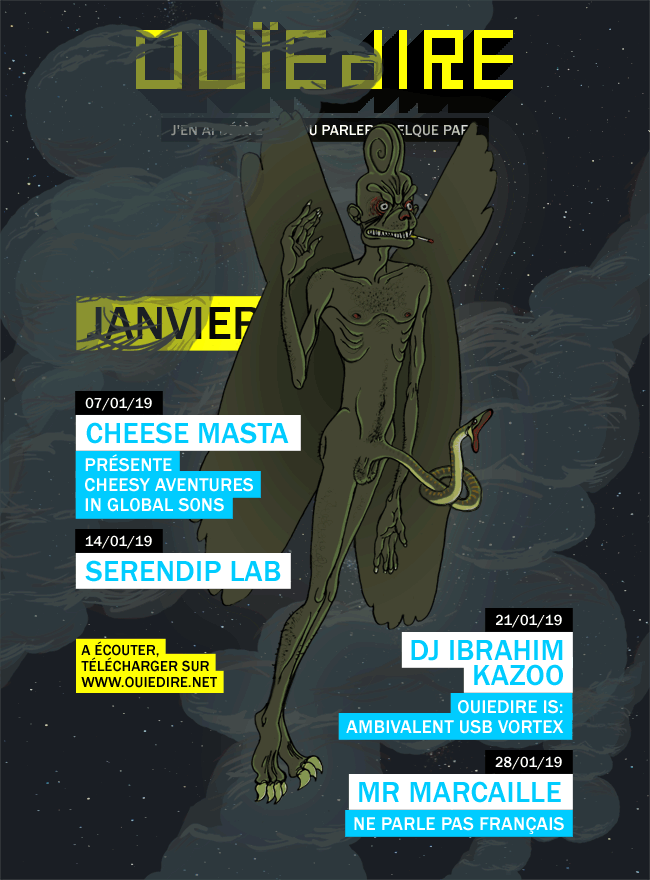 OUÏEDIRE
J'EN AI U PARLER QUELQUE PAR
JANVIER
07/01/19
CHEESE MASTA
PRÉSENTE
CHEESY AVENTURES
IN GLOBAL SONS
14/01/19
SERENDIP LAB
A ÉCOUTER,
TÉLÉCHARGER SUR
WWW.OUIEDIRE.NET
21/01/19
DJ IBRAHIM
KAZOO
OUIEDIRE IS:
AMBIVALENT USB VORTEX
28/01/19
MR MARCAILLE
NE PARLE PAS FRANÇAIS